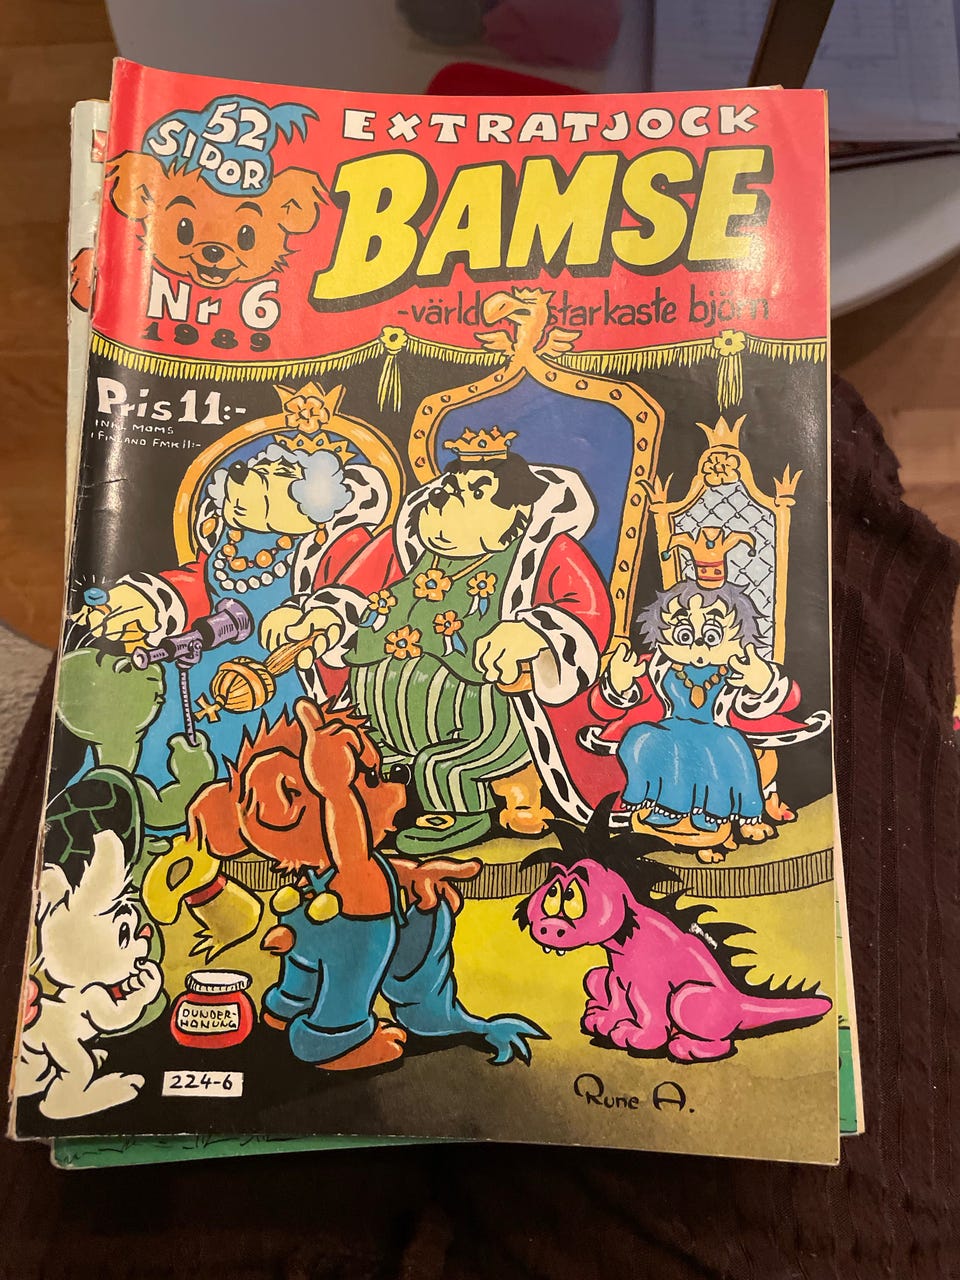 52
SIDOR
EXTRATJOCK
BAMSE
Nr 6
1989
-värld starkaste björn
Pris 11:-
INKL. MOMS
I FINLAND FMK 11:-
DUNDER-
HONUNG
224-6
Rune A.